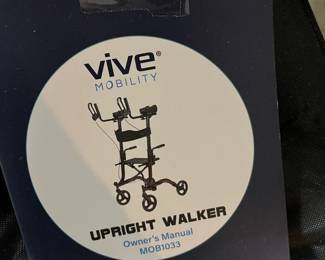 vive®
MOBILITY
UPRIGHT WALKER
Owner's Manual
MOB1033